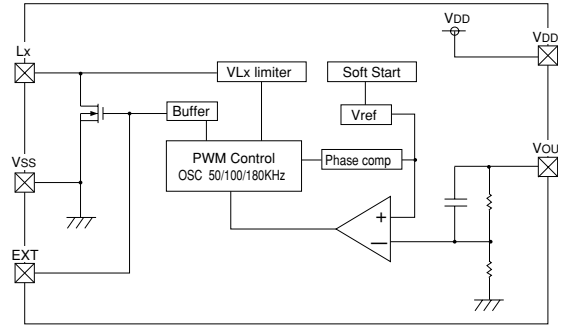 VDD
Lx
VDD
VLx limiter
Soft Start
Buffer
Vref
VOU
PWM Control
OSC 50/100/180KHz
Phase comp
VSS
+
−
EXT